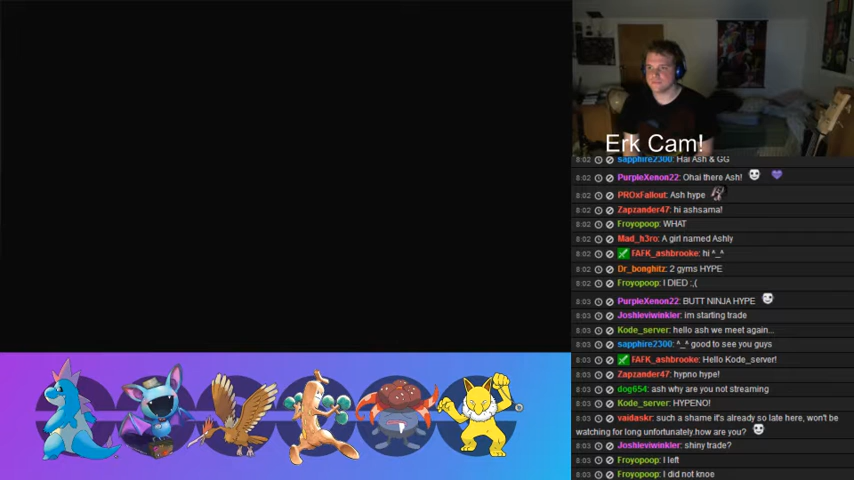 Erk Cam!
8:02 sapphire2300: Hai Ash & GG
8:02 PurpleXenon22: Ohai there Ash!
8:02 PROxFallout: Ash hype
8:02 Zapzander47: hi ashsama!
8:02 Froyopoop: WHAT
8:02 Mad_h3ro: A girl named Ashly
8:02 FAFK_ashbrooke: hi ^_^
8:02 Dr_bonghitz: 2 gyms HYPE
8:02 Froyopoop: I DIED :,(
8:03 PurpleXenon22: BUTT NINJA HYPE
8:03 Joshleviwinkler: im starting trade
8:03 Kode_server: hello ash we meet again...
8:03 sapphire2300: ^_^ good to see you guys
8:03 FAFK_ashbrooke: Hello Kode_server!
8:03 Zapzander47: hypno hype!
8:03 dog654: ash why are you not streaming
8:03 Kode_server: HYPENO!
8:03 vaidaskr: such a shame it's already so late here, won't be
watching for long unfortunately.how are you?
8:03 Joshleviwinkler: shiny trade?
8:03 Froyopoop: I left
8:03 Froyopoop: I did not knoe